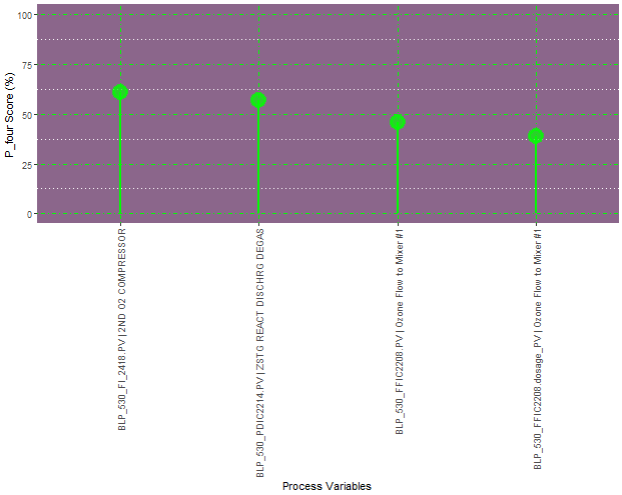 100
75
50
25
0
P_four Score (%)
BLP_530_FI_2418.PV | 2ND O2 COMPRESSOR
BLP_530_PDIC2214.PV | ZSTG REACT DISCHRG DEGAS
BLP_530_FFIC2208.PV | Ozone Flow to Mixer #1
BLP_530_FFIC2208.dosage_PV | Ozone Flow to Mixer #1
Process Variables